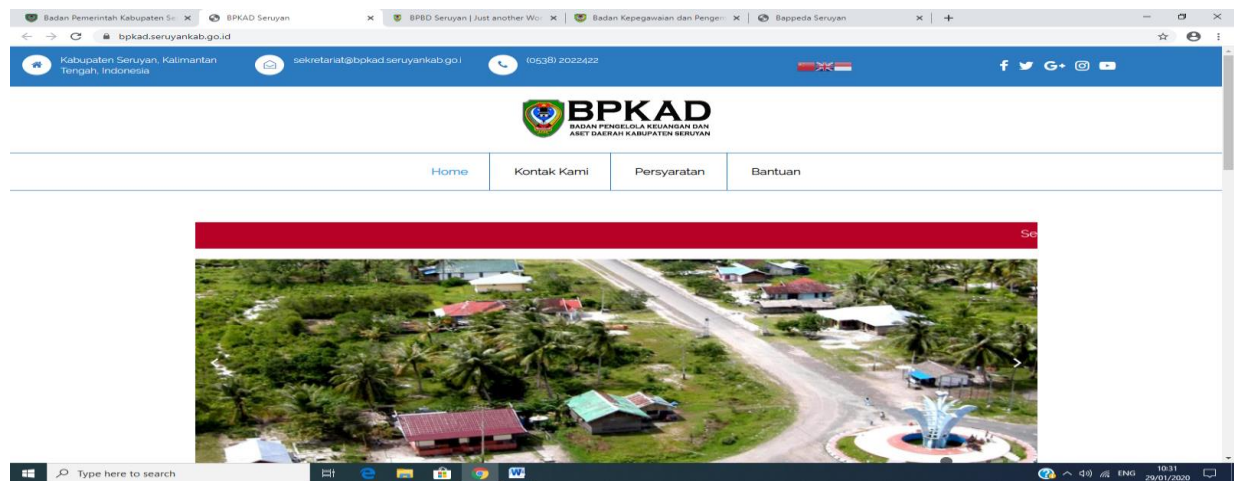 Badan Pemerintah Kabupaten Se
BPKAD Seruyan
BPBD Seruyan | Just another Wor
Badan Kepegawaian dan Pengem
Bappeda Seruyan
bpkad.seruyankab.go.id
Kabupaten Seruyan, Kalimantan
Tengah, Indonesia
sekretariat@bpkad.seruyankab.go.i
(0538) 2022422
BPKAD
BADAN PENGELOLA KEUANGAN DAN
ASET DAERAH KABUPATEN SERUYAN
Home
Kontak Kami
Persyaratan
Bantuan
Se
Type here to search
ENG
10:31
29/01/2020